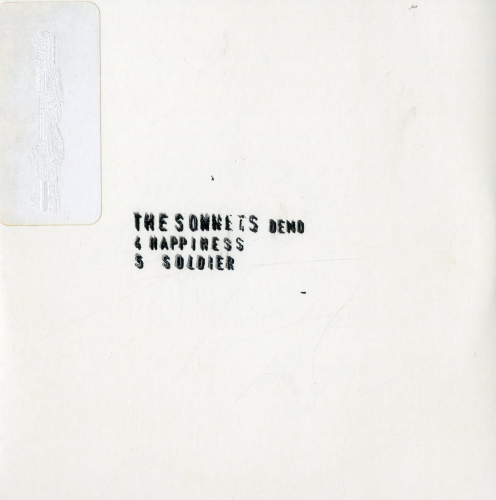 THE SONNETS DEMO
4 HAPPINESS
5 SOLDIER